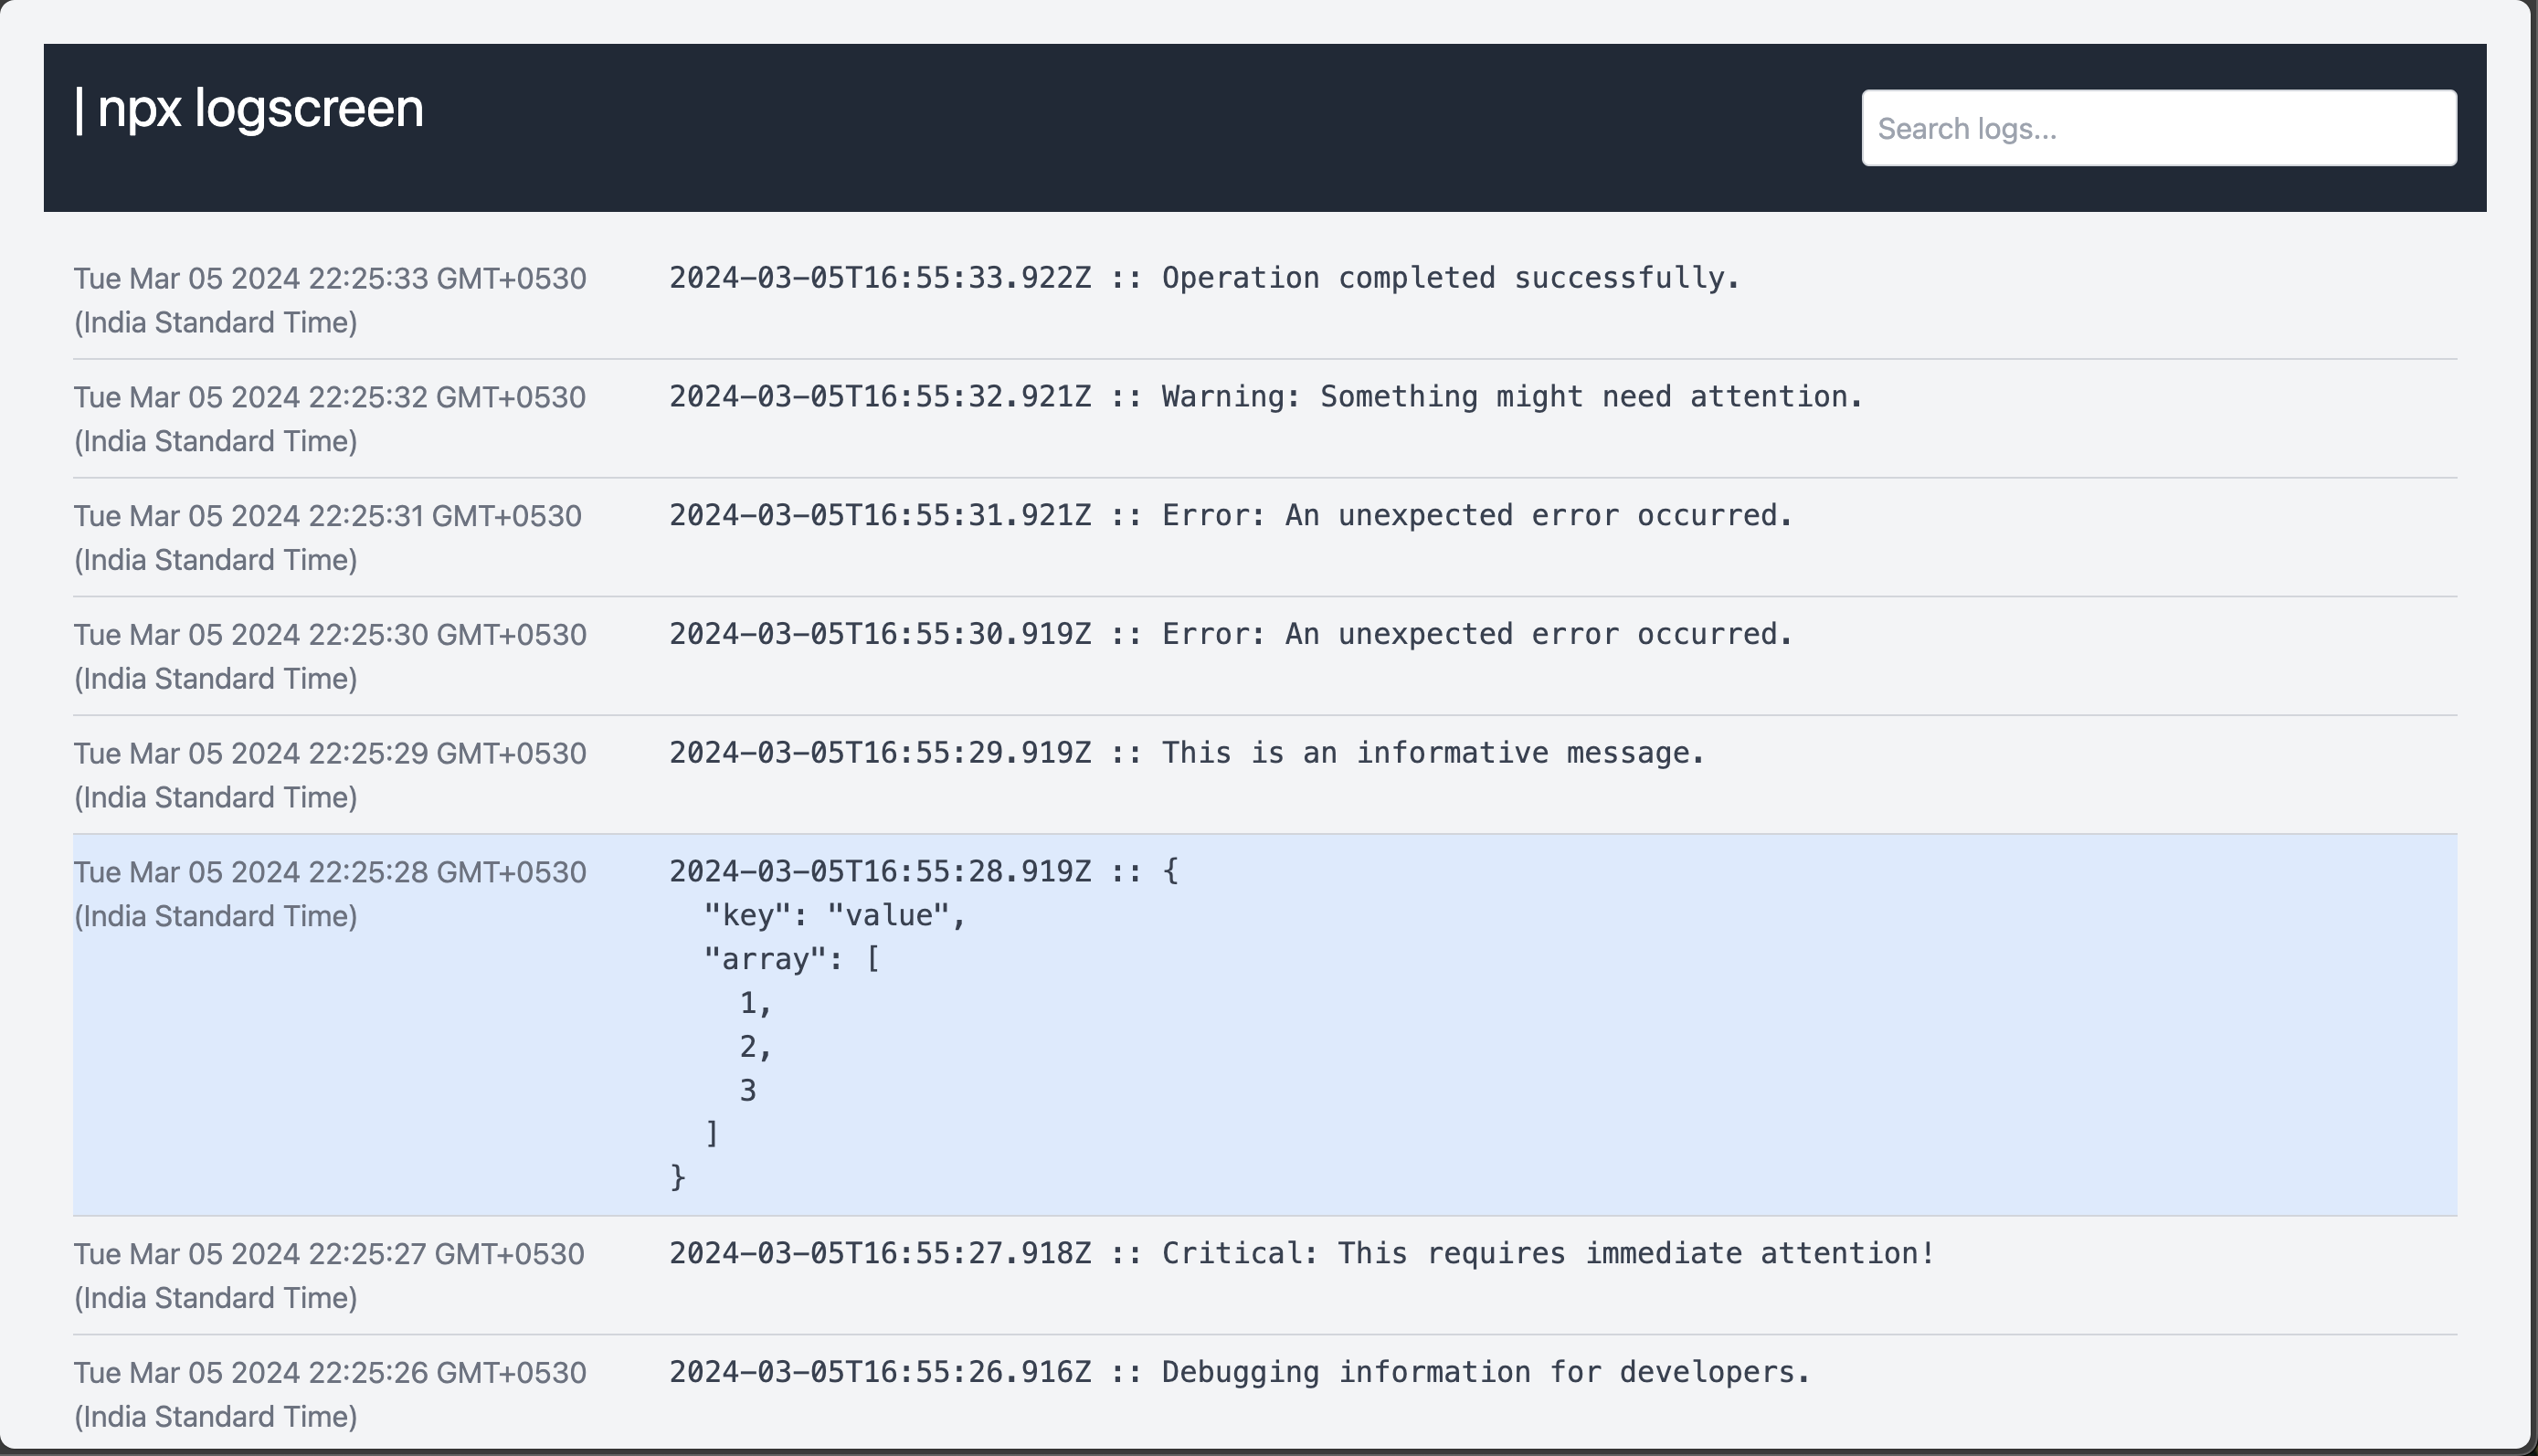 | npx logscreen
Search logs...
Tue Mar 05 2024 22:25:33 GMT+0530
(India Standard Time)
2024-03-05T16:55:33.922Z :: Operation completed successfully.
Tue Mar 05 2024 22:25:32 GMT+0530
(India Standard Time)
2024-03-05T16:55:32.921Z :: Warning: Something might need attention.
Tue Mar 05 2024 22:25:31 GMT+0530
(India Standard Time)
2024-03-05T16:55:31.921Z :: Error: An unexpected error occurred.
Tue Mar 05 2024 22:25:30 GMT+0530
(India Standard Time)
2024-03-05T16:55:30.919Z :: Error: An unexpected error occurred.
Tue Mar 05 2024 22:25:29 GMT+0530
(India Standard Time)
2024-03-05T16:55:29.919Z :: This is an informative message.
Tue Mar 05 2024 22:25:28 GMT+0530
(India Standard Time)
2024-03-05T16:55:28.919Z :: {
  "key": "value",
  "array": [
    1,
    2,
    3
  ]
}
Tue Mar 05 2024 22:25:27 GMT+0530
(India Standard Time)
2024-03-05T16:55:27.918Z :: Critical: This requires immediate attention!
Tue Mar 05 2024 22:25:26 GMT+0530
(India Standard Time)
2024-03-05T16:55:26.916Z :: Debugging information for developers.